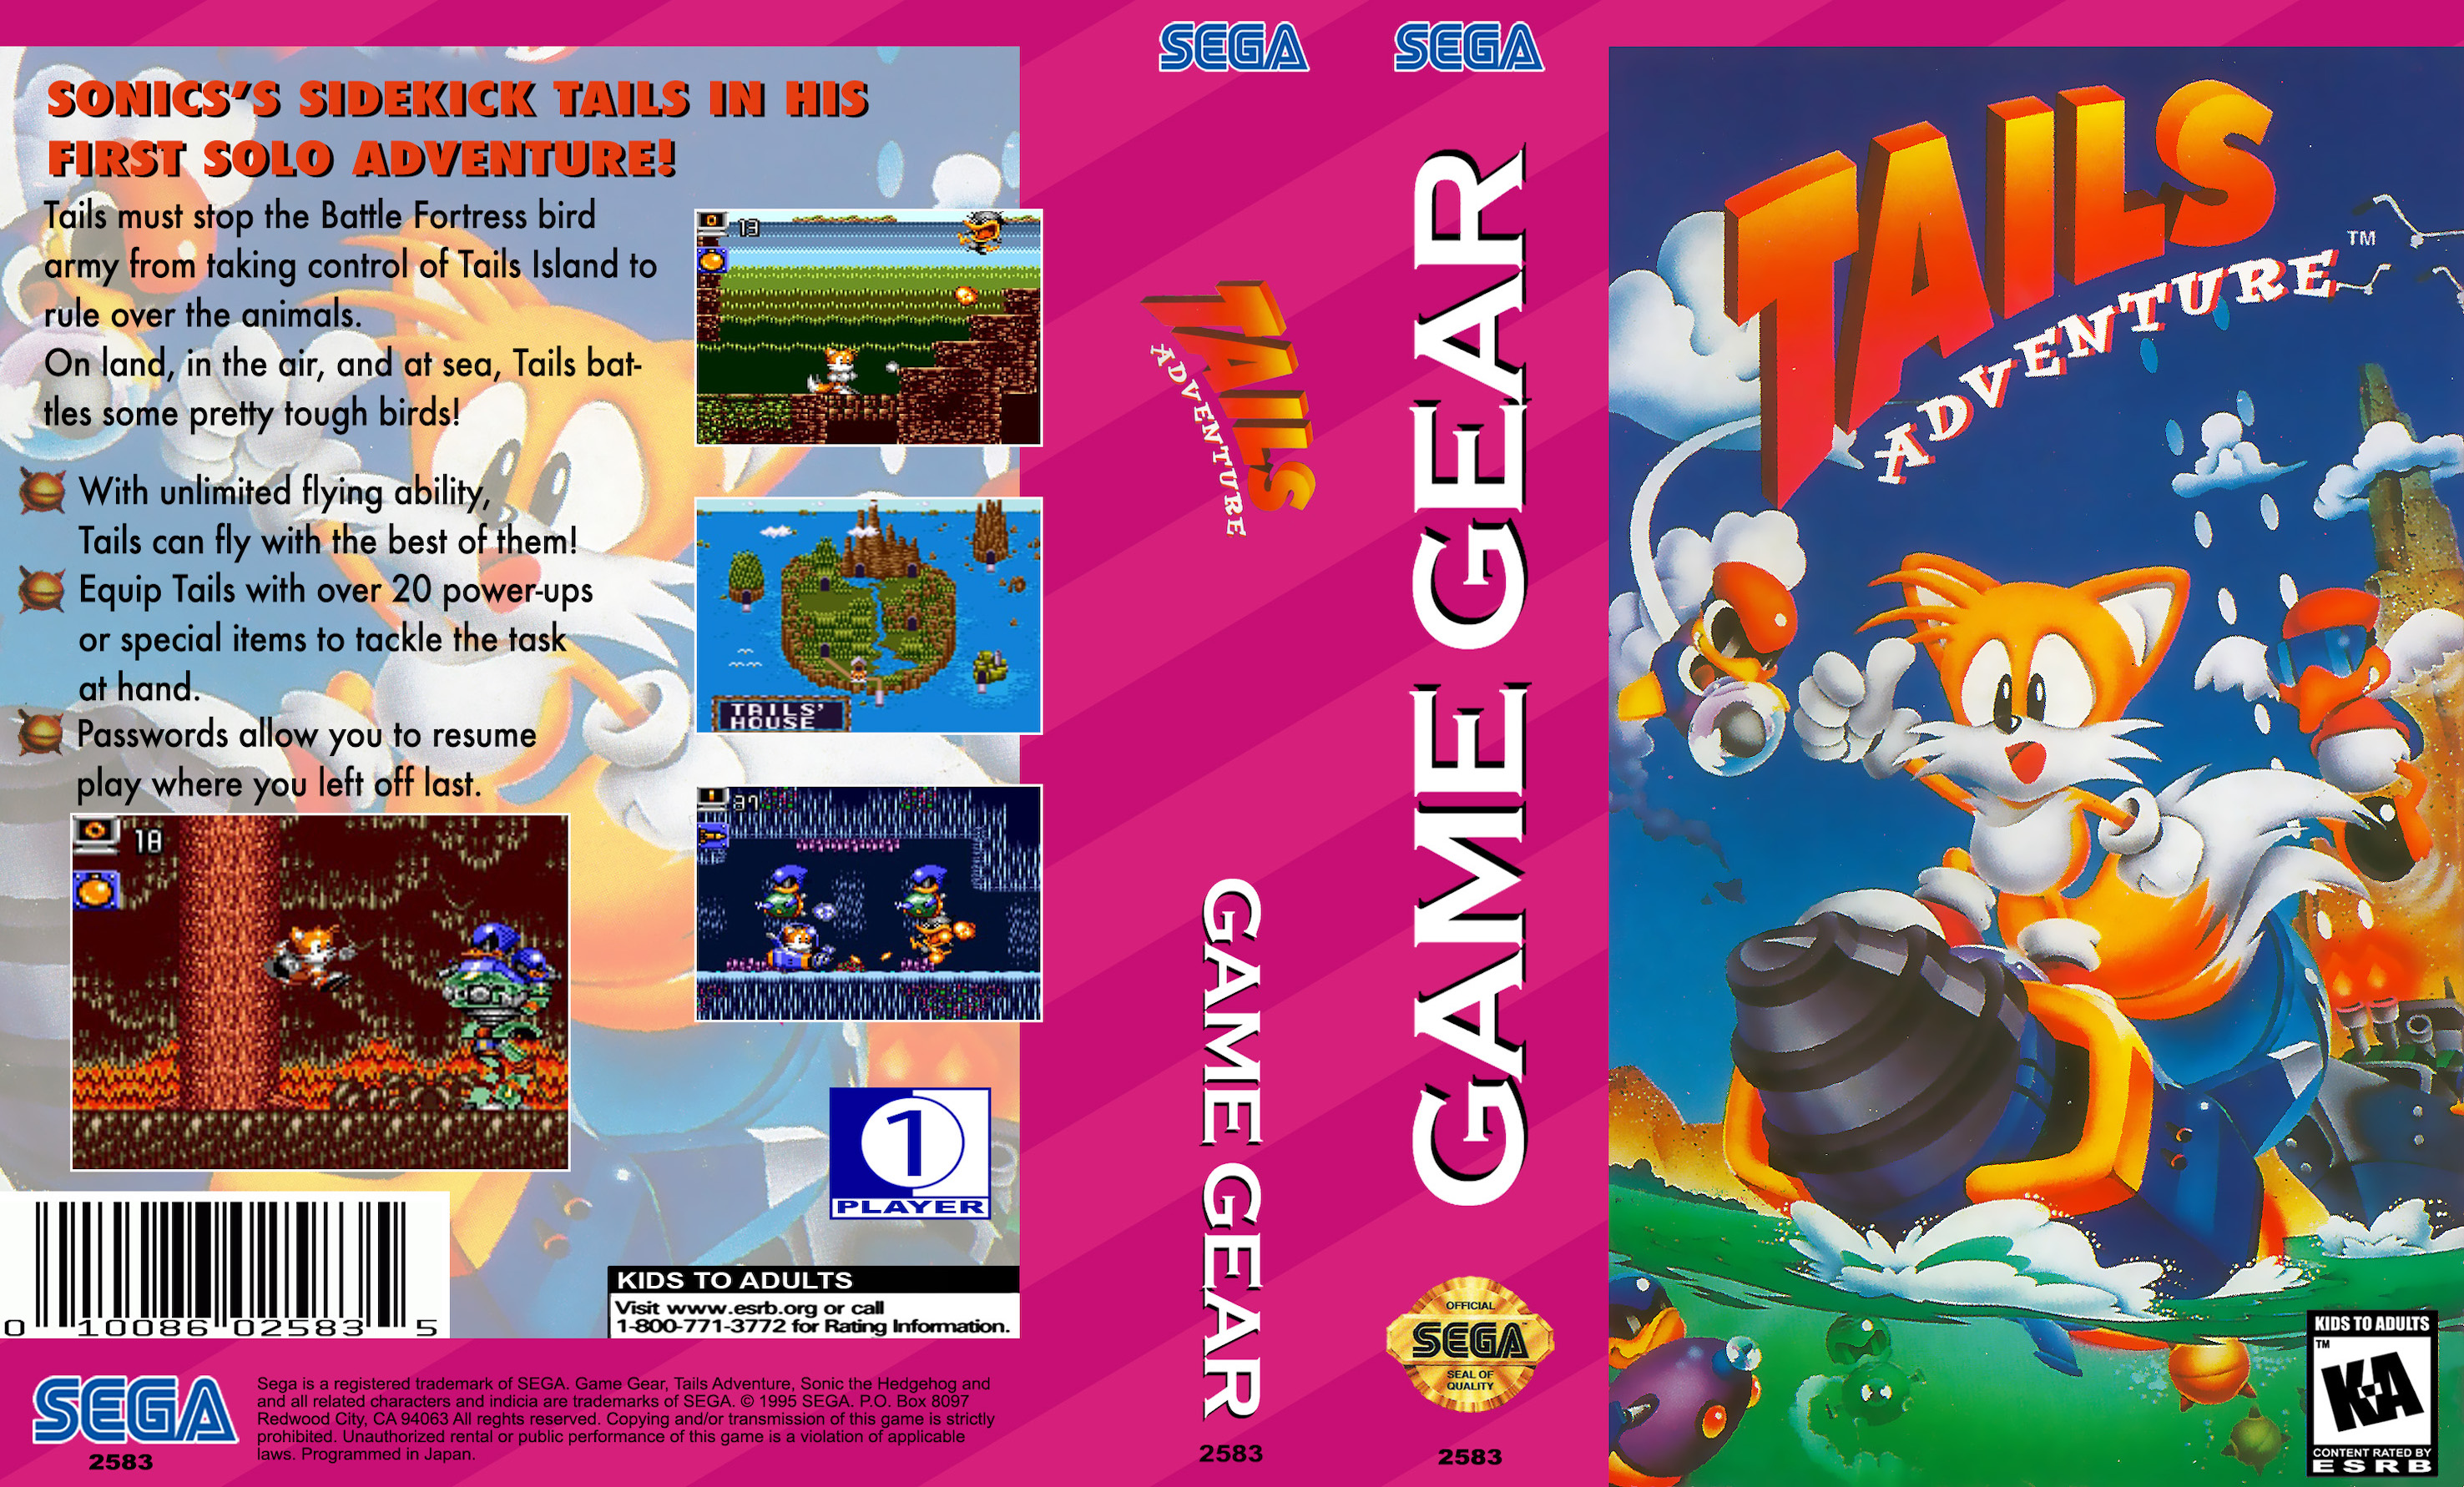 SONICS'S SIDEKICK TAILS IN HIS
FIRST SOLO ADVENTURE!
Tails must stop the Battle Fortress bird
army from taking control of Tails Island to
rule over the animals.
On land, in the air, and at sea, Tails bat-
tles some pretty tough birds!
With unlimited flying ability,
Tails can fly with the best of them!
Equip Tails with over 20 power-ups
or special items to tackle the task
at hand.
Passwords allow you to resume
play where you left off last.
13
TAILS'
HOUSE
37
18
1
PLAYER
0 10086 02583 5
KIDS TO ADULTS
Visit www.esrb.org or call
1-800-771-3772 for Rating Information.
SEGA
2583
Sega is a registered trademark of SEGA. Game Gear, Tails Adventure, Sonic the Hedgehog and
and all related characters and indicia are trademarks of SEGA. © 1995 SEGA. P.O. Box 8097
Redwood City, CA 94063 All reghts reserved. Copying and/or transmission of this game is strictly
prohibited. Unauthorized rental or public performance of this game is a violation of applicable
laws. Programmed in Japan.
SEGA
TAILS
ADVENTURE
GAME GEAR
2583
SEGA
GAME GEAR
OFFICIAL
SEGA™
SEAL OF
QUALITY
2583
TAILS
ADVENTURE™
KIDS TO ADULTS
™
K-A
CONTENT RATED BY
ESRB